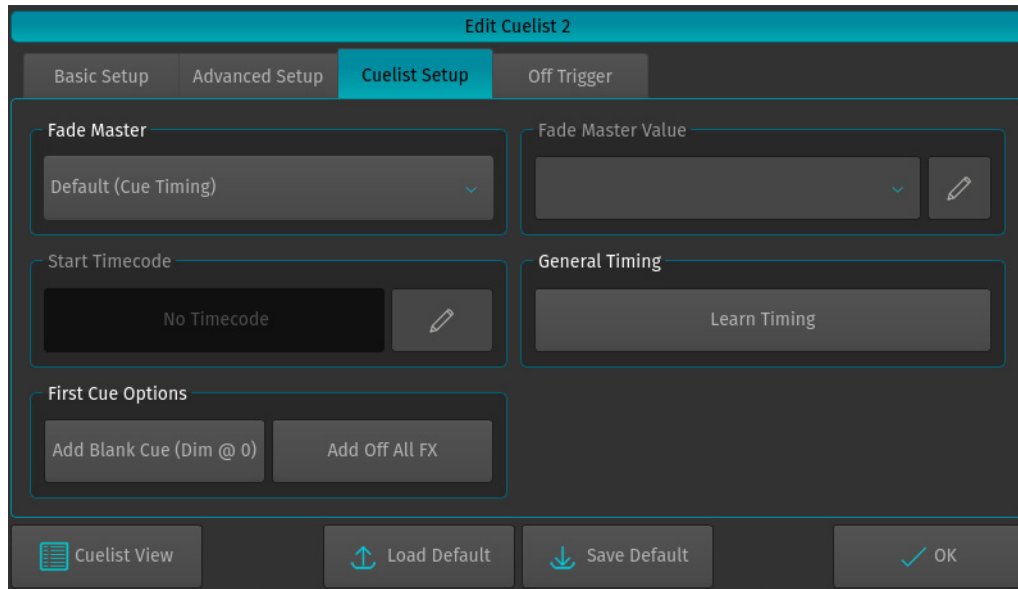 Edit Cuelist 2
Basic Setup
Advanced Setup
Cuelist Setup
Off Trigger
Fade Master
Default (Cue Timing)
Fade Master Value
Start Timecode
No Timecode
General Timing
Learn Timing
First Cue Options
Add Blank Cue (Dim @ 0)
Add Off All FX
Cuelist View
Load Default
Save Default
OK